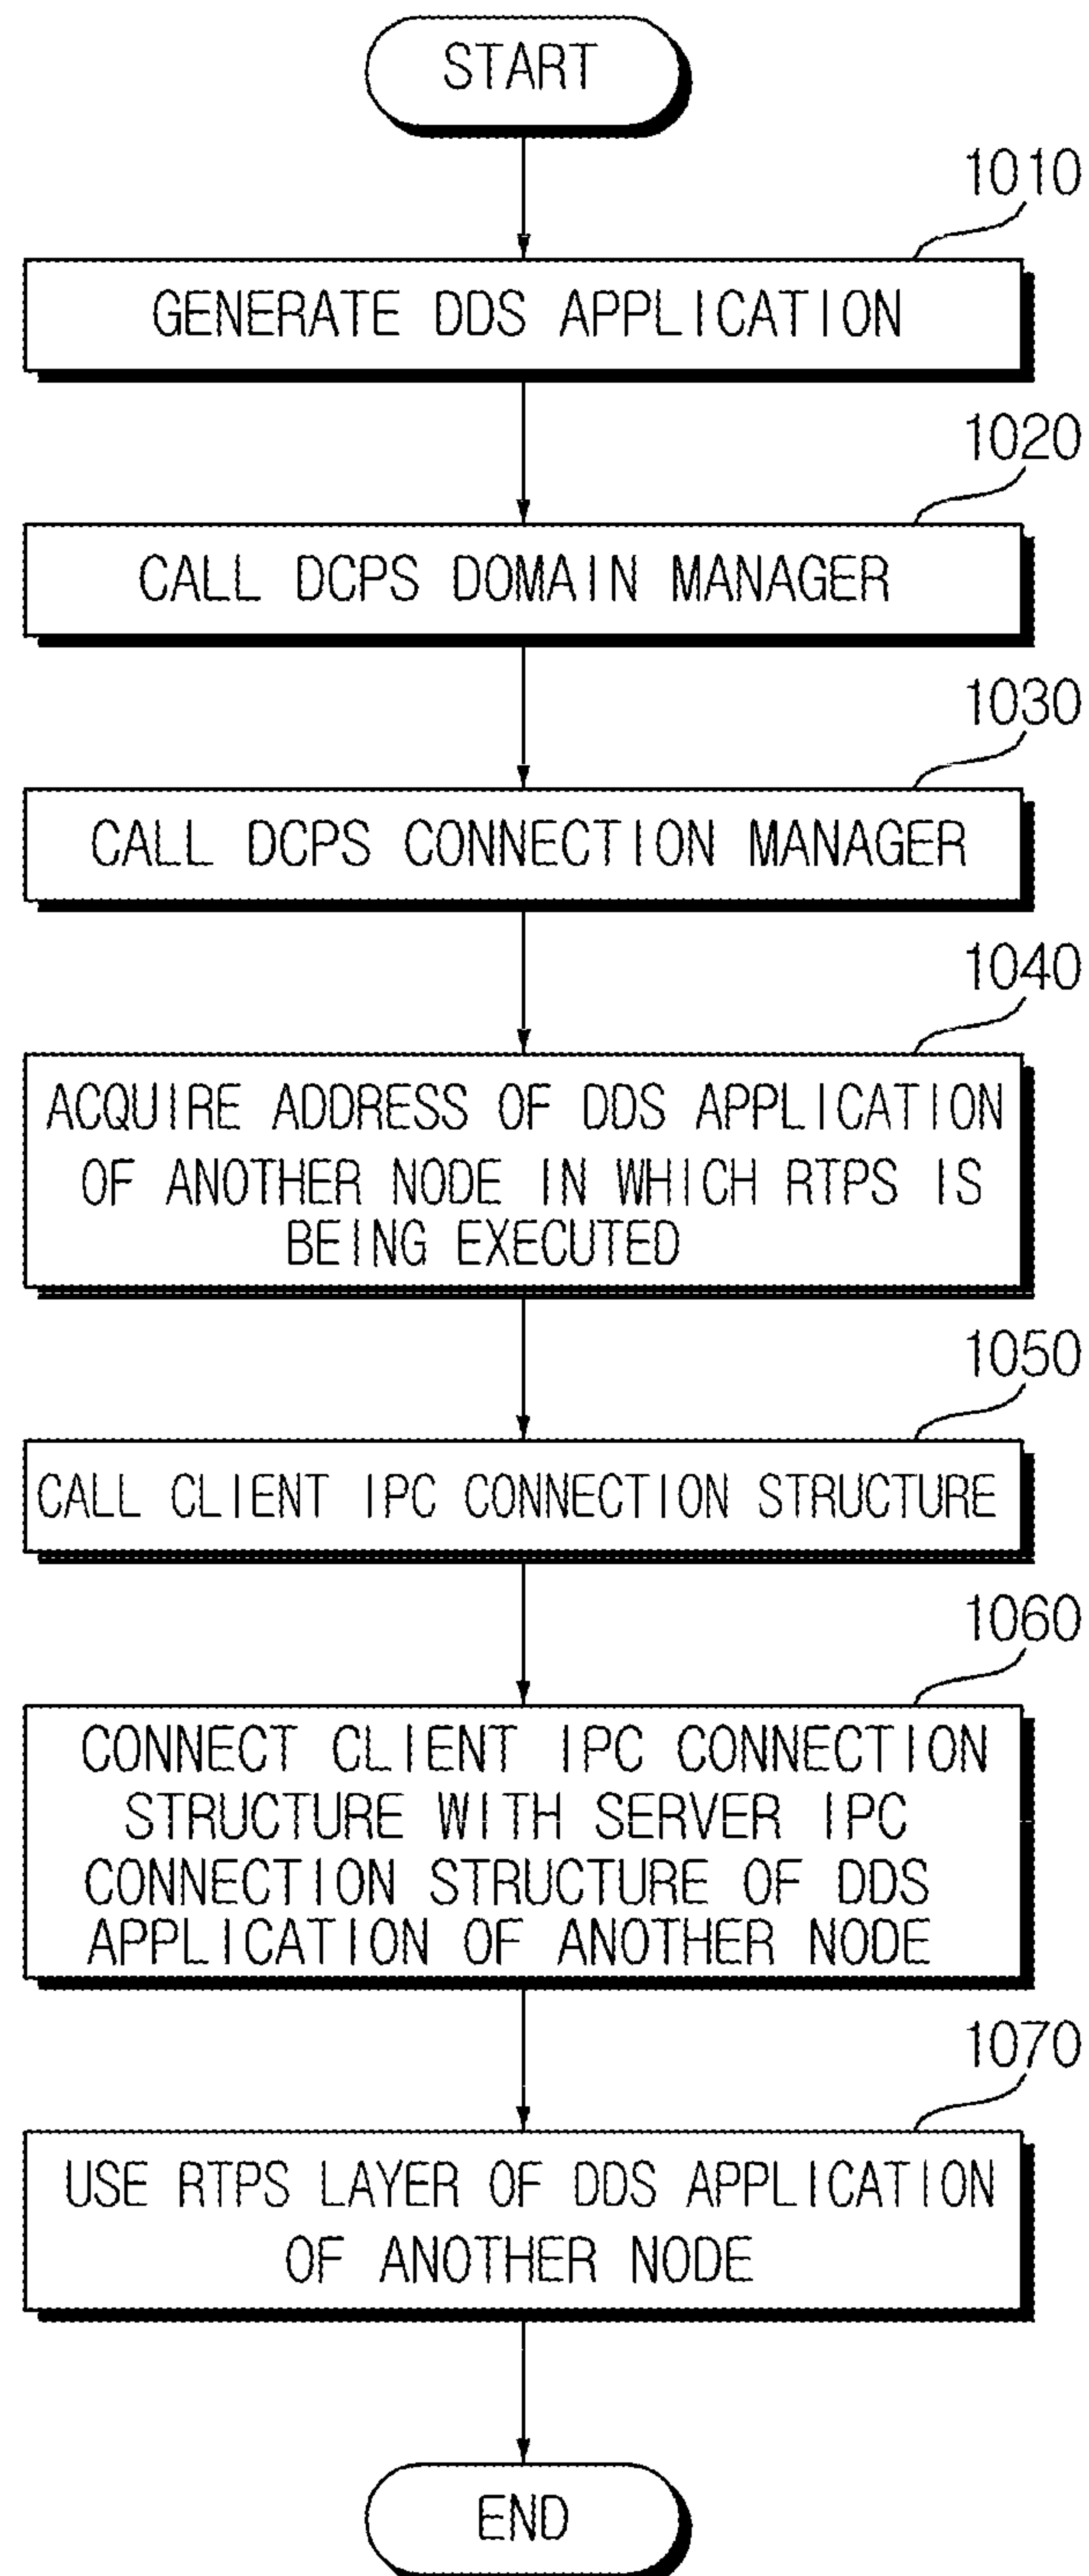 START
1010
GENERATE DDS APPLICATION
1020
CALL DCPS DOMAIN MANAGER
1030
CALL DCPS CONNECTION MANAGER
1040
ACQUIRE ADDRESS OF DDS APPLICATION
OF ANOTHER NODE IN WHICH RTPS IS
BEING EXECUTED
1050
CALL CLIENT IPC CONNECTION STRUCTURE
1060
CONNECT CLIENT IPC CONNECTION
STRUCTURE WITH SERVER IPC
CONNECTION STRUCTURE OF DDS
APPLICATION OF ANOTHER NODE
1070
USE RTPS LAYER OF DDS APPLICATION
OF ANOTHER NODE
END